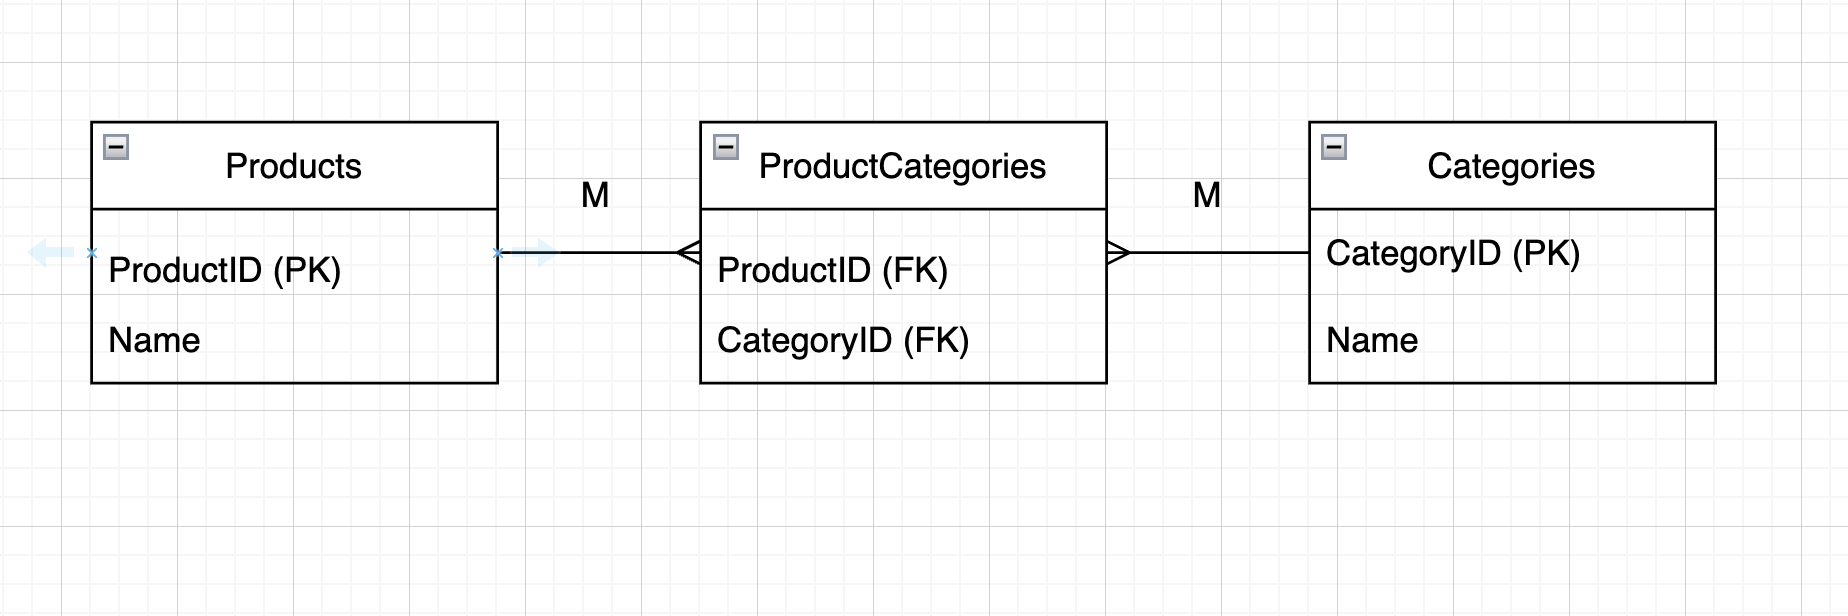 Products
ProductID (PK)
Name
M
ProductCategories
ProductID (FK)
CategoryID (FK)
M
Categories
CategoryID (PK)
Name